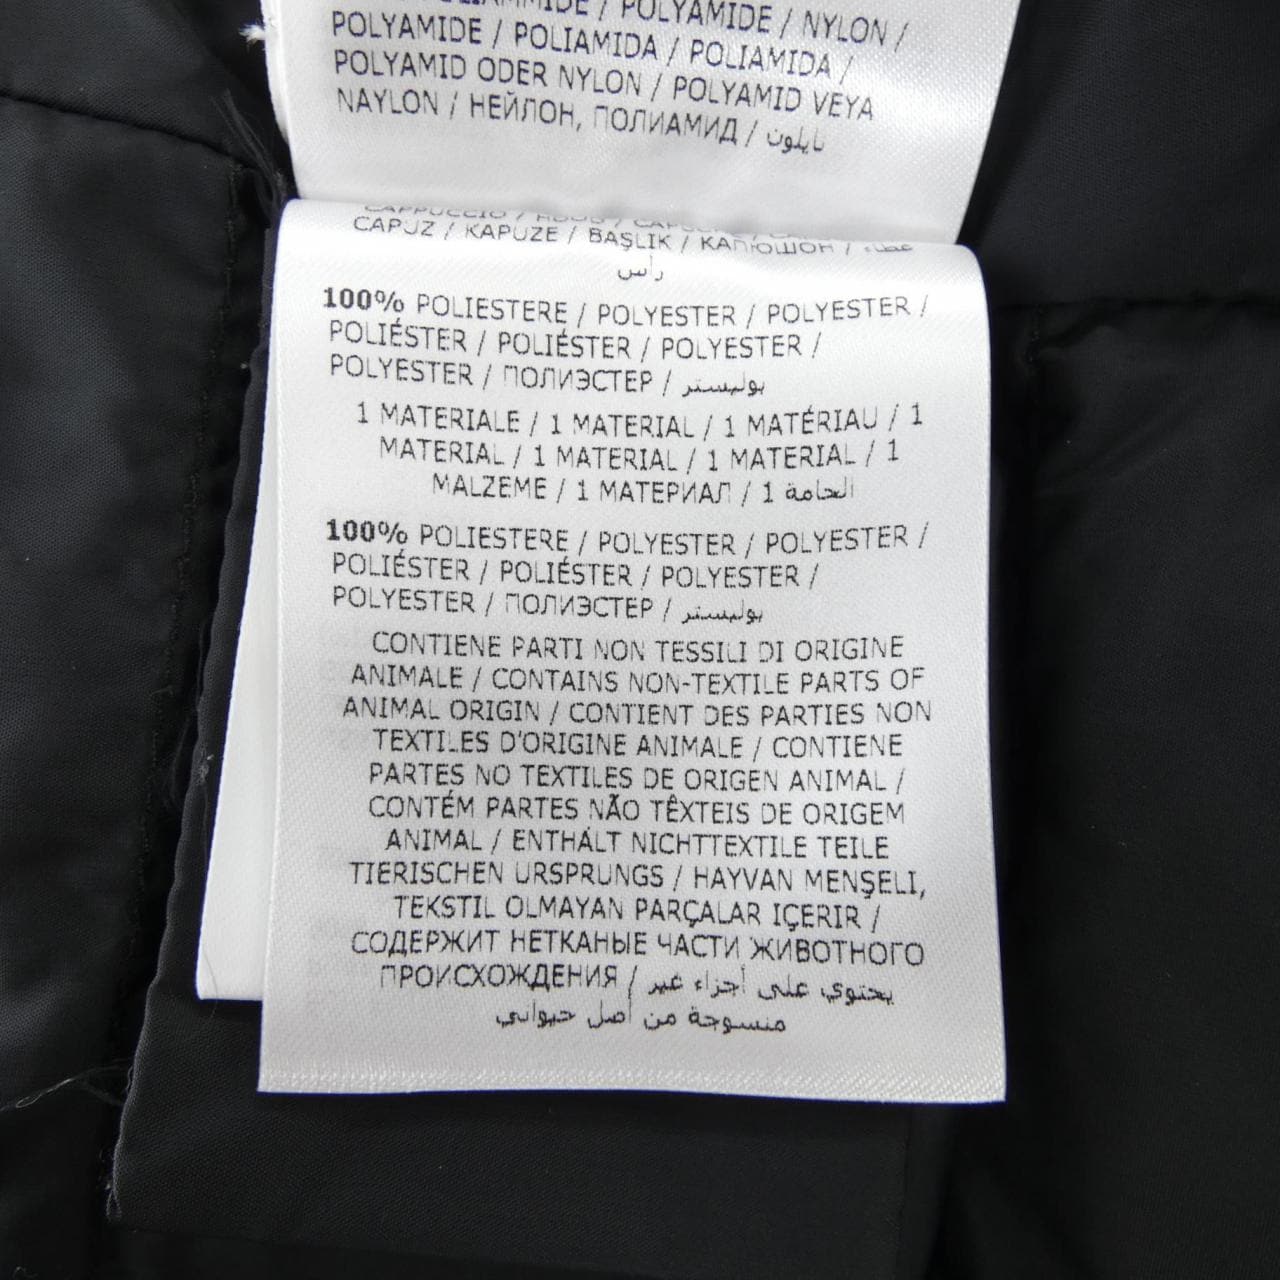 POLYAMIDE / NYLON /
POLYAMIDE / POLIAMIDA / POLIAMIDA /
POLYAMID ODER NYLON / POLYAMID VEYA
NAYLON / НЕЙЛОН, ПОЛИАМИД / نايلون
CAPUZ / KAPUZE / BAŞLIK / КАПЮШОН / غطاء
رأس
100% POLIESTERE / POLYESTER / POLYESTER /
POLIÉSTER / POLIÉSTER / POLYESTER /
POLYESTER / ПОЛИЭСТЕР / بوليستر
1 MATERIALE / 1 MATERIAL / 1 MATÉRIAU / 1
MATERIAL / 1 MATERIAL / 1 MATERIAL / 1
MALZEME / 1 МАТЕРИАЛ / 1 الخامة
100% POLIESTERE / POLYESTER / POLYESTER /
POLIÉSTER / POLIÉSTER / POLYESTER /
POLYESTER / ПОЛИЭСТЕР / بوليستر
CONTIENE PARTI NON TESSILI DI ORIGINE
ANIMALE / CONTAINS NON-TEXTILE PARTS OF
ANIMAL ORIGIN / CONTIENT DES PARTIES NON
TEXTILES D'ORIGINE ANIMALE / CONTIENE
PARTES NO TEXTILES DE ORIGEN ANIMAL /
CONTÉM PARTES NÃO TÊXTEIS DE ORIGEM
ANIMAL / ENTHÄLT NICHTTEXTILE TEILE
TIERISCHEN URSPRUNGS / HAYVAN MENŞELİ,
TEKSTIL OLMAYAN PARÇALAR IÇERIR /
СОДЕРЖИТ НЕТКАНЫЕ ЧАСТИ ЖИВОТНОГО
ПРОИСХОЖДЕНИЯ / يحتوي على أجزاء غير
منسوجة من أصل حيواني